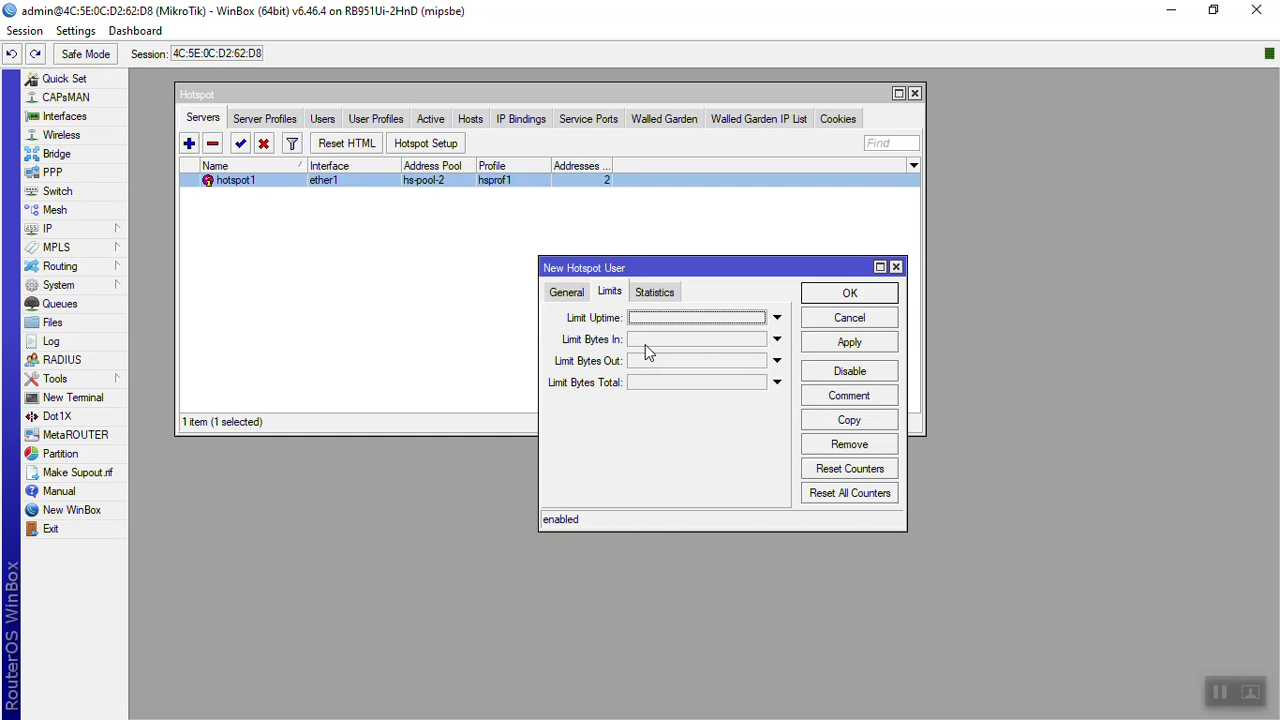 admin@4C:5E:0C:D2:62:D8 (MikroTik) - WinBox (64bit) v6.46.4 on RB951Ui-2HnD (mipsbe)
Session Settings Dashboard
Safe Mode Session: 4C:5E:0C:D2:62:D8
Quick Set
CAPsMAN
Interfaces
Wireless
Bridge
PPP
Switch
Mesh
IP
MPLS
Routing
System
Queues
Files
Log
RADIUS
Tools
New Terminal
Dot1X
MetaROUTER
Partition
Make Supout.rif
Manual
New WinBox
Exit
RouterOS WinBox
Hotspot
Servers Server Profiles Users User Profiles Active Hosts IP Bindings Service Ports Walled Garden Walled Garden IP List Cookies
Reset HTML Hotspot Setup Find
Name Interface Address Pool Profile Addresses ...
hotspot1 ether1 hs-pool-2 hsprof1 2
1 item (1 selected)
New Hotspot User
General Limits Statistics
Limit Uptime:
Limit Bytes In:
Limit Bytes Out:
Limit Bytes Total:
OK
Cancel
Apply
Disable
Comment
Copy
Remove
Reset Counters
Reset All Counters
enabled